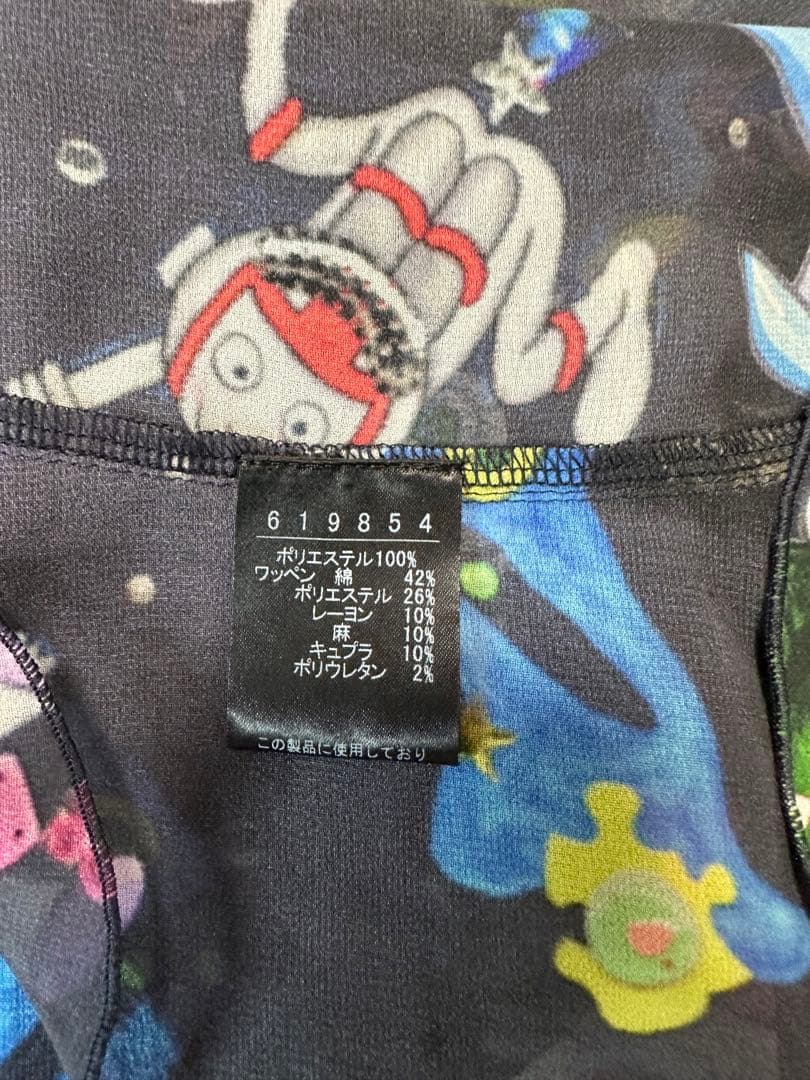 619854
ポリエステル100%
ワッペン 綿 42%
ポリエステル 26%
レーヨン 10%
麻 10%
キュプラ 10%
ポリウレタン 2%
この製品に使用しており